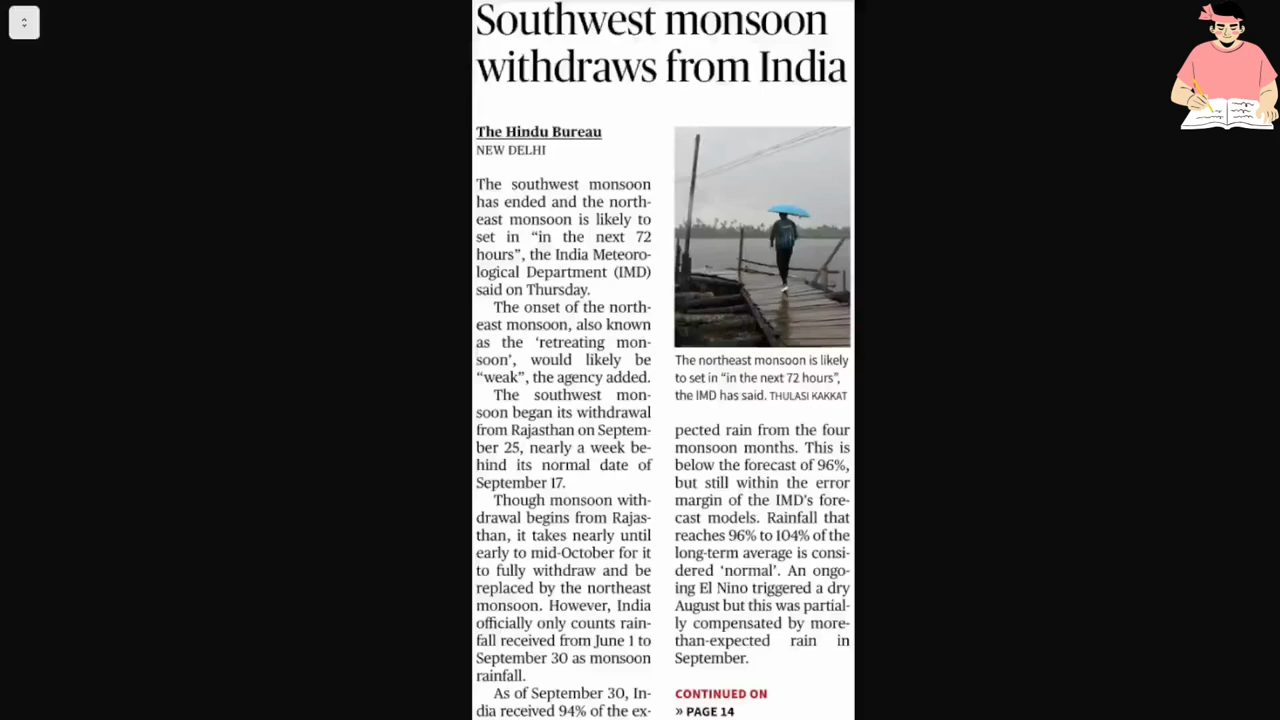 Southwest monsoon
withdraws from India
The Hindu Bureau
NEW DELHI
The southwest monsoon
has ended and the north-
east monsoon is likely to
set in “in the next 72
hours”, the India Meteoro-
logical Department (IMD)
said on Thursday.
The onset of the north-
east monsoon, also known
as the ‘retreating mon-
soon’, would likely be
“weak”, the agency added.
The southwest mon-
soon began its withdrawal
from Rajasthan on Septem-
ber 25, nearly a week be-
hind its normal date of
September 17.
Though monsoon with-
drawal begins from Rajas-
than, it takes nearly until
early to mid-October for it
to fully withdraw and be
replaced by the northeast
monsoon. However, India
officially only counts rain-
fall received from June 1 to
September 30 as monsoon
rainfall.
As of September 30, In-
dia received 94% of the ex-
The northeast monsoon is likely
to set in “in the next 72 hours”,
the IMD has said. THULASI KAKKAT
pected rain from the four
monsoon months. This is
below the forecast of 96%,
but still within the error
margin of the IMD’s fore-
cast models. Rainfall that
reaches 96% to 104% of the
long-term average is consi-
dered ‘normal’. An ongo-
ing El Nino triggered a dry
August but this was partial-
ly compensated by more-
than-expected rain in
September.
CONTINUED ON
» PAGE 14